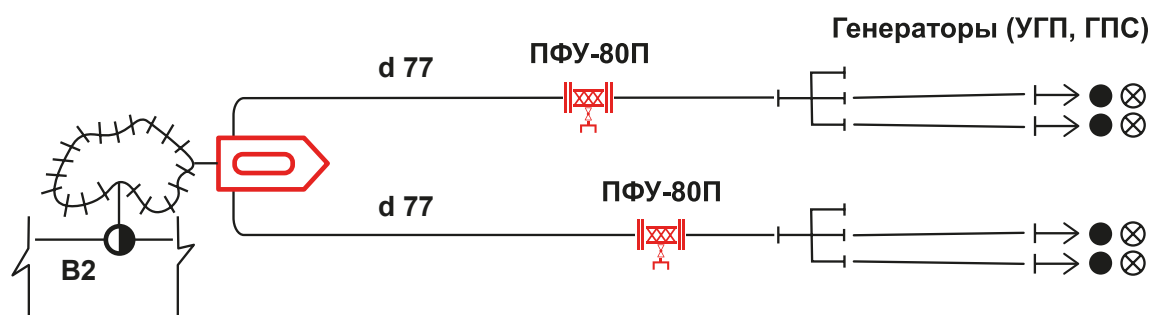 Генераторы (УГП, ГПС)
ПФУ-80П
d 77
ПФУ-80П
d 77
В2